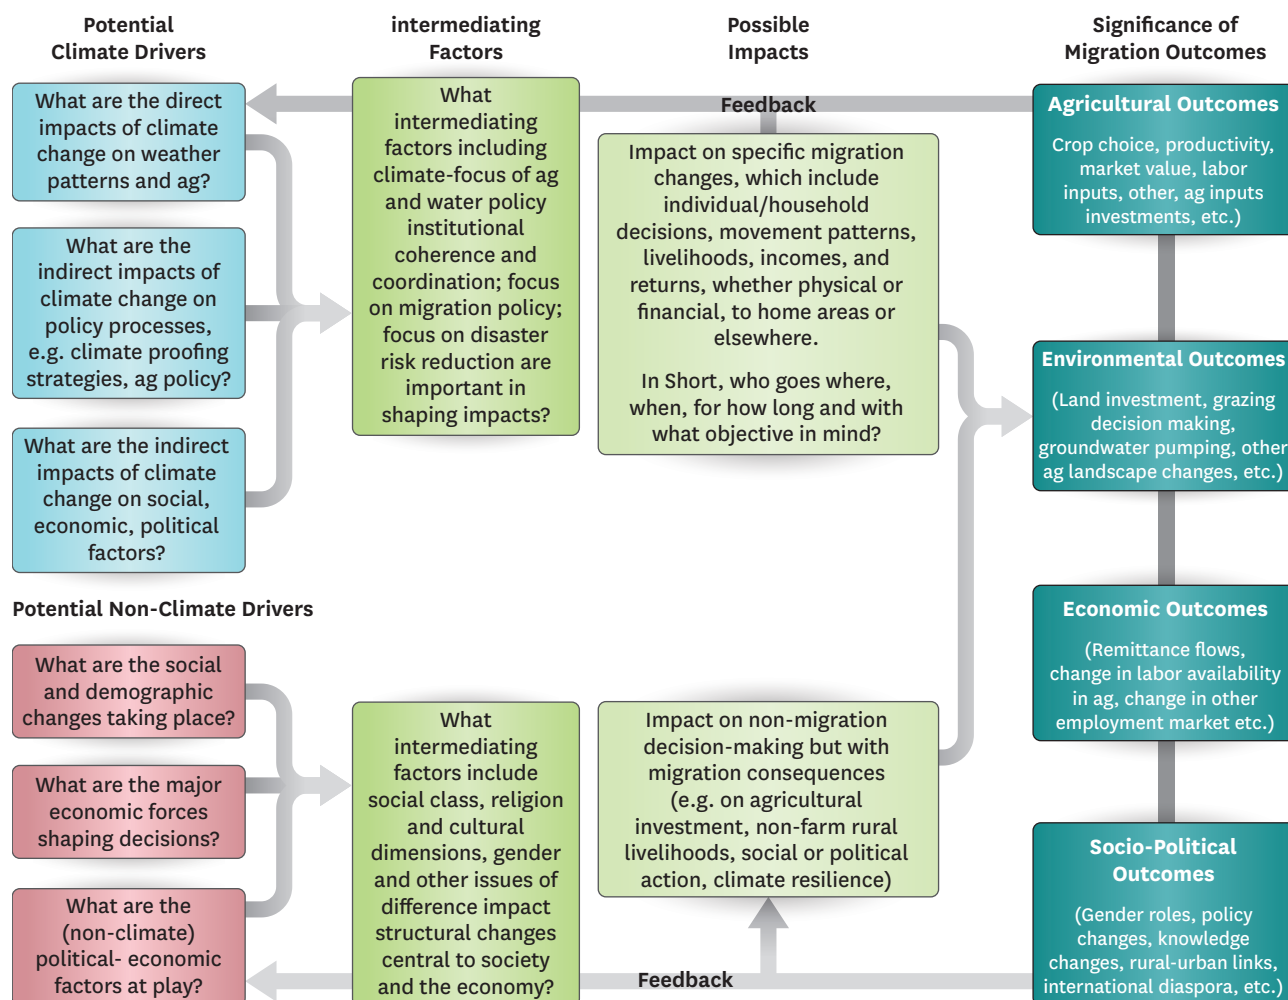 Potential
Climate Drivers
intermediating
Factors
Possible
Impacts
Significance of
Migration Outcomes
What are the direct
impacts of climate
change on weather
patterns and ag?
What are the
indirect impacts of
climate change on
policy processes,
e.g. climate proofing
strategies, ag policy?
What are the indirect
impacts of climate
change on social,
economic, political
factors?
What
intermediating
factors including
climate-focus of ag
and water policy
institutional
coherence and
coordination; focus
on migration policy;
focus on disaster
risk reduction are
important in
shaping impacts?
Feedback
Impact on specific migration
changes, which include
individual/household
decisions, movement patterns,
livelihoods, incomes, and
returns, whether physical or
financial, to home areas or
elsewhere.
In Short, who goes where,
when, for how long and with
what objective in mind?
Agricultural Outcomes
Crop choice, productivity,
market value, labor
inputs, other, ag inputs
investments, etc.)
Environmental Outcomes
(Land investment, grazing
decision making,
groundwater pumping, other
ag landscape changes, etc.)
Potential Non-Climate Drivers
What are the social
and demographic
changes taking place?
What are the major
economic forces
shaping decisions?
What are the
(non-climate)
political- economic
factors at play?
What
intermediating
factors include
social class, religion
and cultural
dimensions, gender
and other issues of
difference impact
structural changes
central to society
and the economy?
Impact on non-migration
decision-making but with
migration consequences
(e.g. on agricultural
investment, non-farm rural
livelihoods, social or political
action, climate resilience)
Feedback
Economic Outcomes
(Remittance flows,
change in labor availability
in ag, change in other
employment market etc.)
Socio-Political
Outcomes
(Gender roles, policy
changes, knowledge
changes, rural-urban links,
international diaspora, etc.)